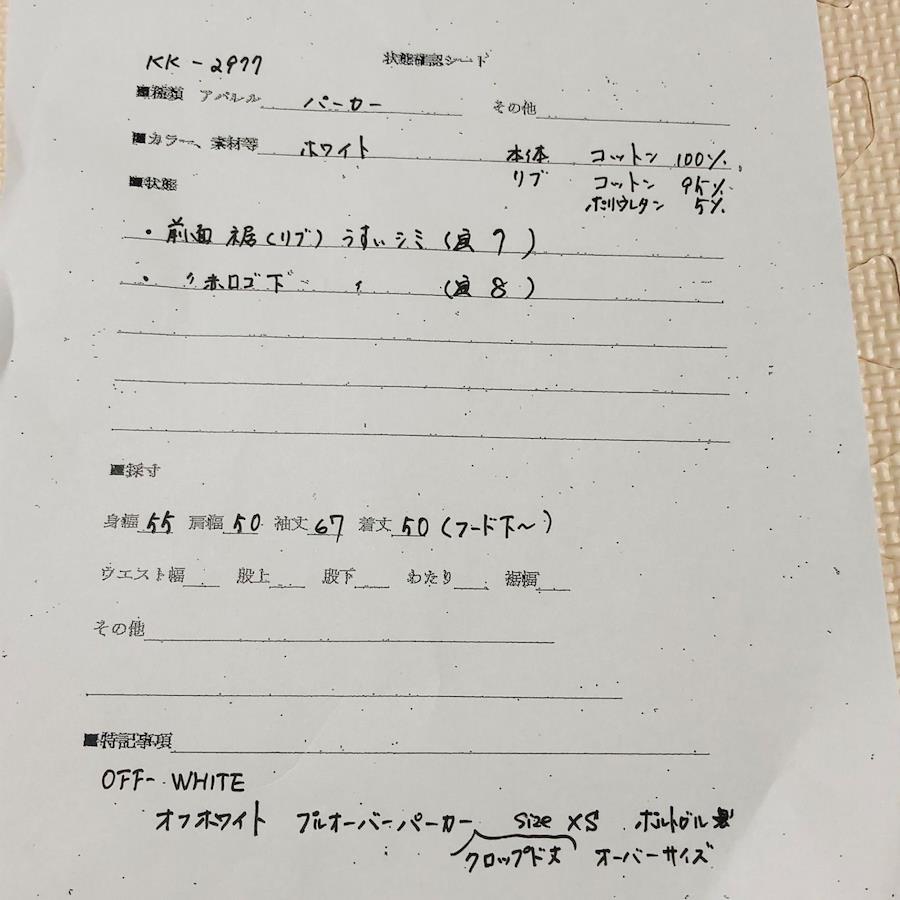 KK-2977 状態確認シート
■種類 アパレル パーカー その他
■カラー、素材等 ホワイト 本体 コットン 100%
リブ コットン 95%
ポリウレタン 5%
■状態
・前面 裾(リブ) うすいシミ (写 7)
・ 〃 赤ロゴ下 〃 (写 8)
■採寸
身幅 55 肩幅 50 袖丈 67 着丈 50 (フード下〜)
ウエスト幅 股上 股下 わたり 裾幅
その他
■特記事項
OFF-WHITE
オフホワイト プルオーバーパーカー size XS ポルトガル製
クロップド丈 オーバーサイズ